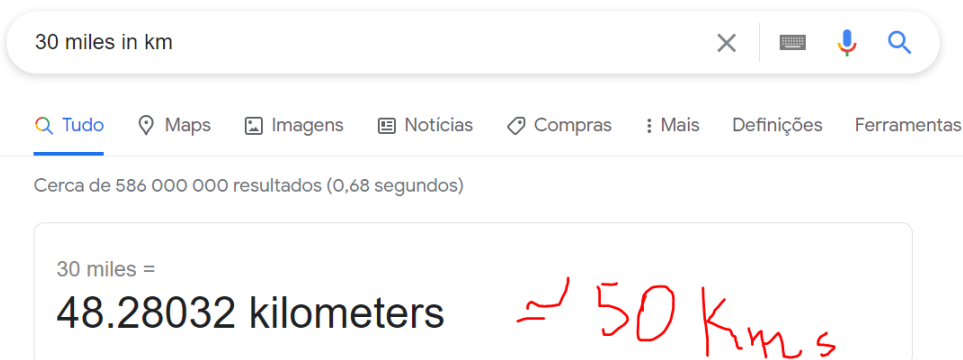 30 miles in km
Tudo Maps Imagens Notícias Compras Mais Definições Ferramentas
Cerca de 586 000 000 resultados (0,68 segundos)
30 miles =
48.28032 kilometers ≃ 50 Kms